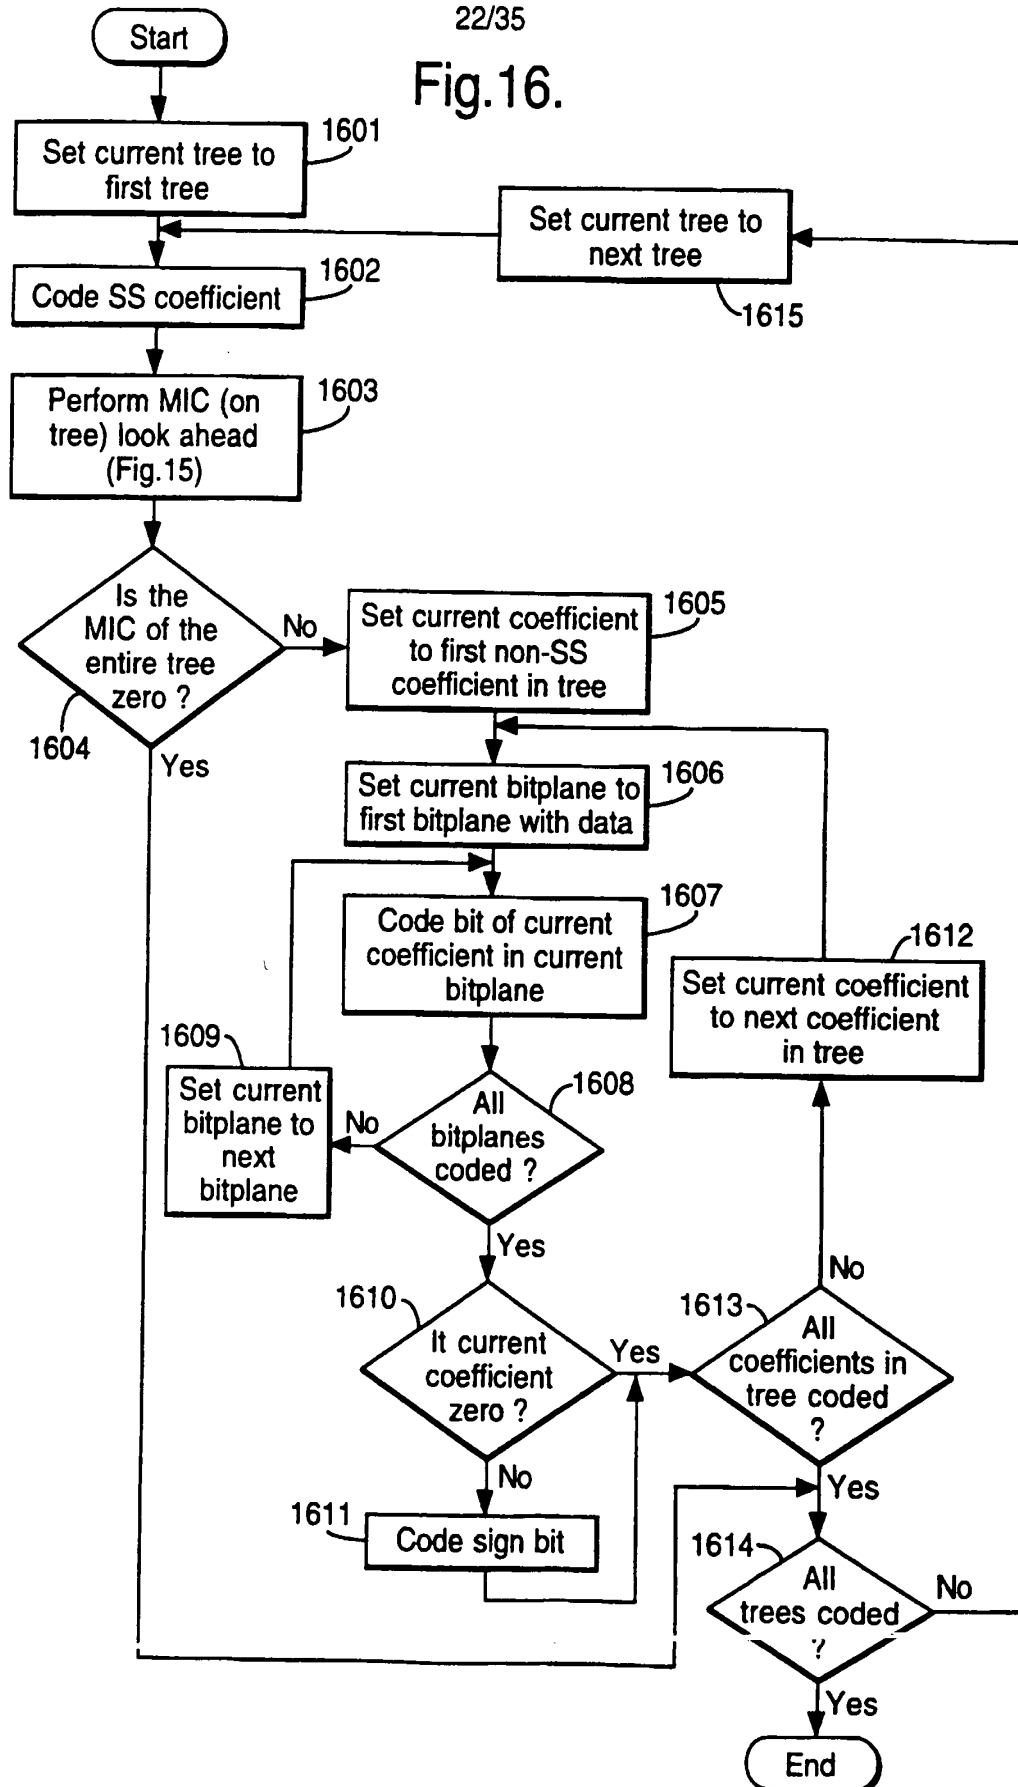 22/35
Start
Fig.16.
1601
Set current tree to
first tree
Set current tree to
next tree
1615
1602
Code SS coefficient
1603
Perform MIC (on
tree) look ahead
(Fig.15)
Is the
MIC of the
entire tree
zero ?
1604
No
Yes
1605
Set current coefficient
to first non-SS
coefficient in tree
1606
Set current bitplane to
first bitplane with data
1607
Code bit of current
coefficient in current
bitplane
1612
Set current coefficient
to next coefficient
in tree
1609
Set current
bitplane to
next
bitplane
No
1608
All
bitplanes
coded ?
Yes
1610
It current
coefficient
zero ?
Yes
No
1613
All
coefficients in
tree coded
?
No
Yes
1611
Code sign bit
1614
All
trees coded
?
No
Yes
End